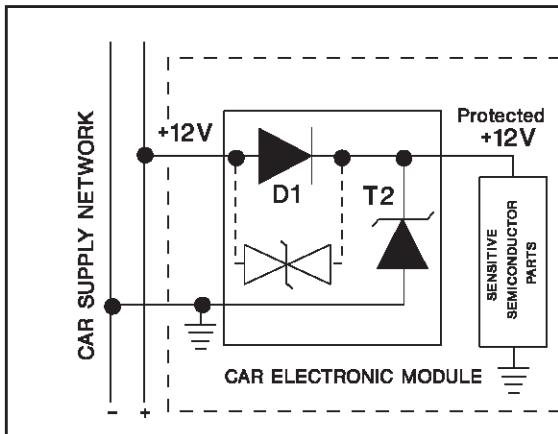 CAR SUPPLY NETWORK
+12V
D1
T2
Protected
+12V
SENSITIVE
SEMICONDUCTOR
PARTS
CAR ELECTRONIC MODULE
- +